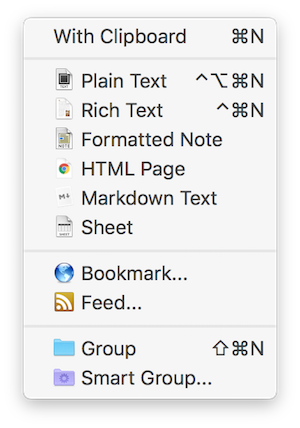 With Clipboard ⌘N
Plain Text ^⌥⌘N
Rich Text ^⌘N
Formatted Note
HTML Page
Markdown Text
Sheet
Bookmark...
Feed...
Group ⇧⌘N
Smart Group...